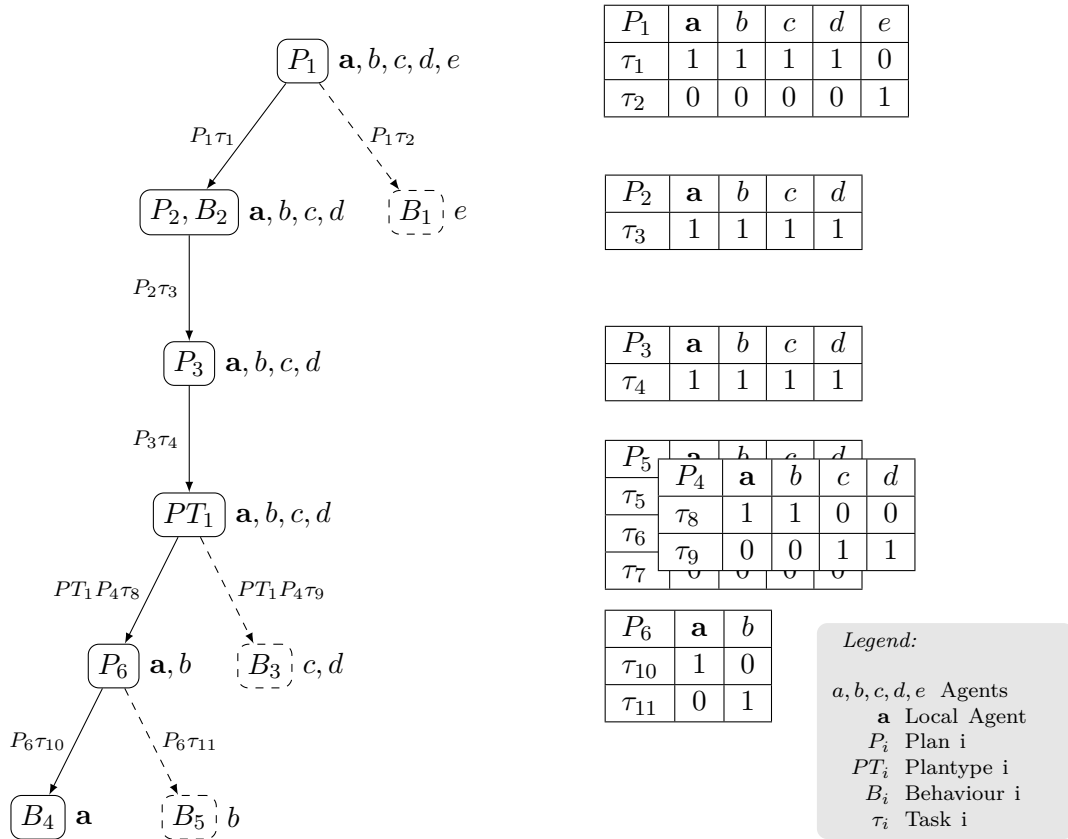 P₁ a, b, c, d, e
P₁τ₁
P₁τ₂
P₂, B₂ a, b, c, d
B₁ e
P₂τ₃
P₃ a, b, c, d
P₃τ₄
PT₁ a, b, c, d
PT₁P₄τ₈
PT₁P₄τ₉
P₆ a, b
B₃ c, d
P₆τ₁₀
P₆τ₁₁
B₄ a
B₅ b
P₁ a b c d e
τ₁ 1 1 1 1 0
τ₂ 0 0 0 0 1
P₂ a b c d
τ₃ 1 1 1 1
P₃ a b c d
τ₄ 1 1 1 1
P₅ a b c d
τ₅
τ₆
τ₇ 0 0 0 0
P₄ a b c d
τ₈ 1 1 0 0
τ₉ 0 0 1 1
P₆ a b
τ₁₀ 1 0
τ₁₁ 0 1
Legend:
a, b, c, d, e Agents
a Local Agent
Pᵢ Plan i
PTᵢ Plantype i
Bᵢ Behaviour i
τᵢ Task i